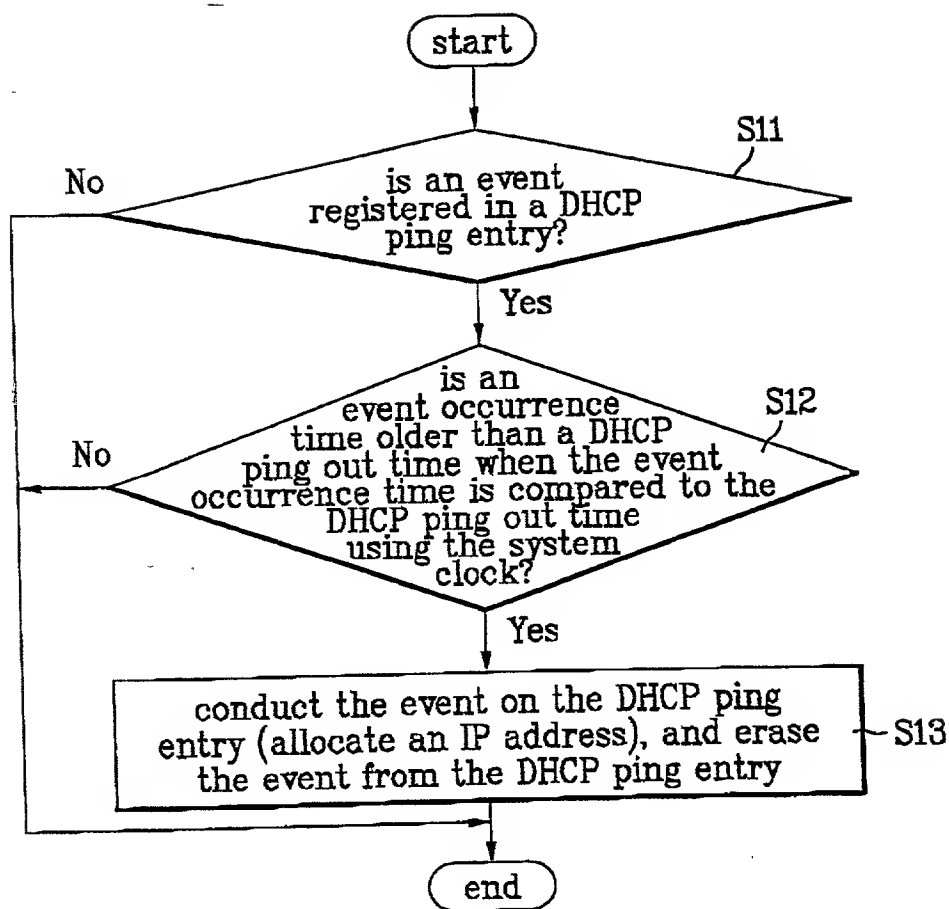 start
S11
No
is an event
registered in a DHCP
ping entry?
Yes
is an
event occurrence
time older than a DHCP
ping out time when the event
occurrence time is compared to the
DHCP ping out time
using the system
clock?
S12
No
Yes
conduct the event on the DHCP ping
entry (allocate an IP address), and erase
the event from the DHCP ping entry
S13
end